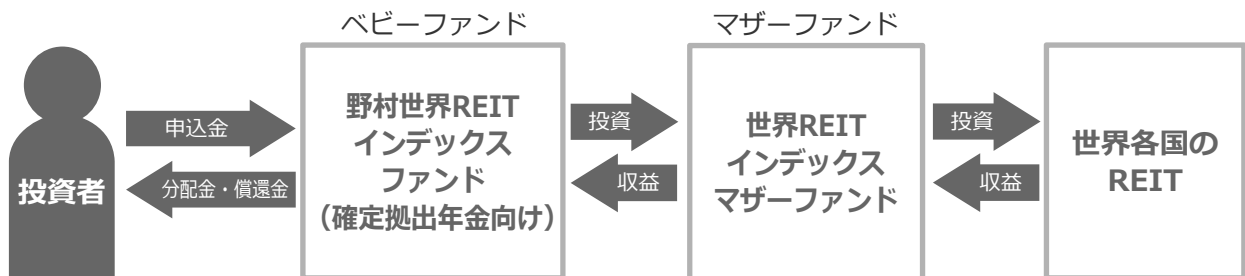 ベビーファンド
マザーファンド
投資者
申込金
分配金・償還金
野村世界REIT
インデックス
ファンド
（確定拠出年金向け）
投資
収益
世界REIT
インデックス
マザーファンド
投資
収益
世界各国の
REIT